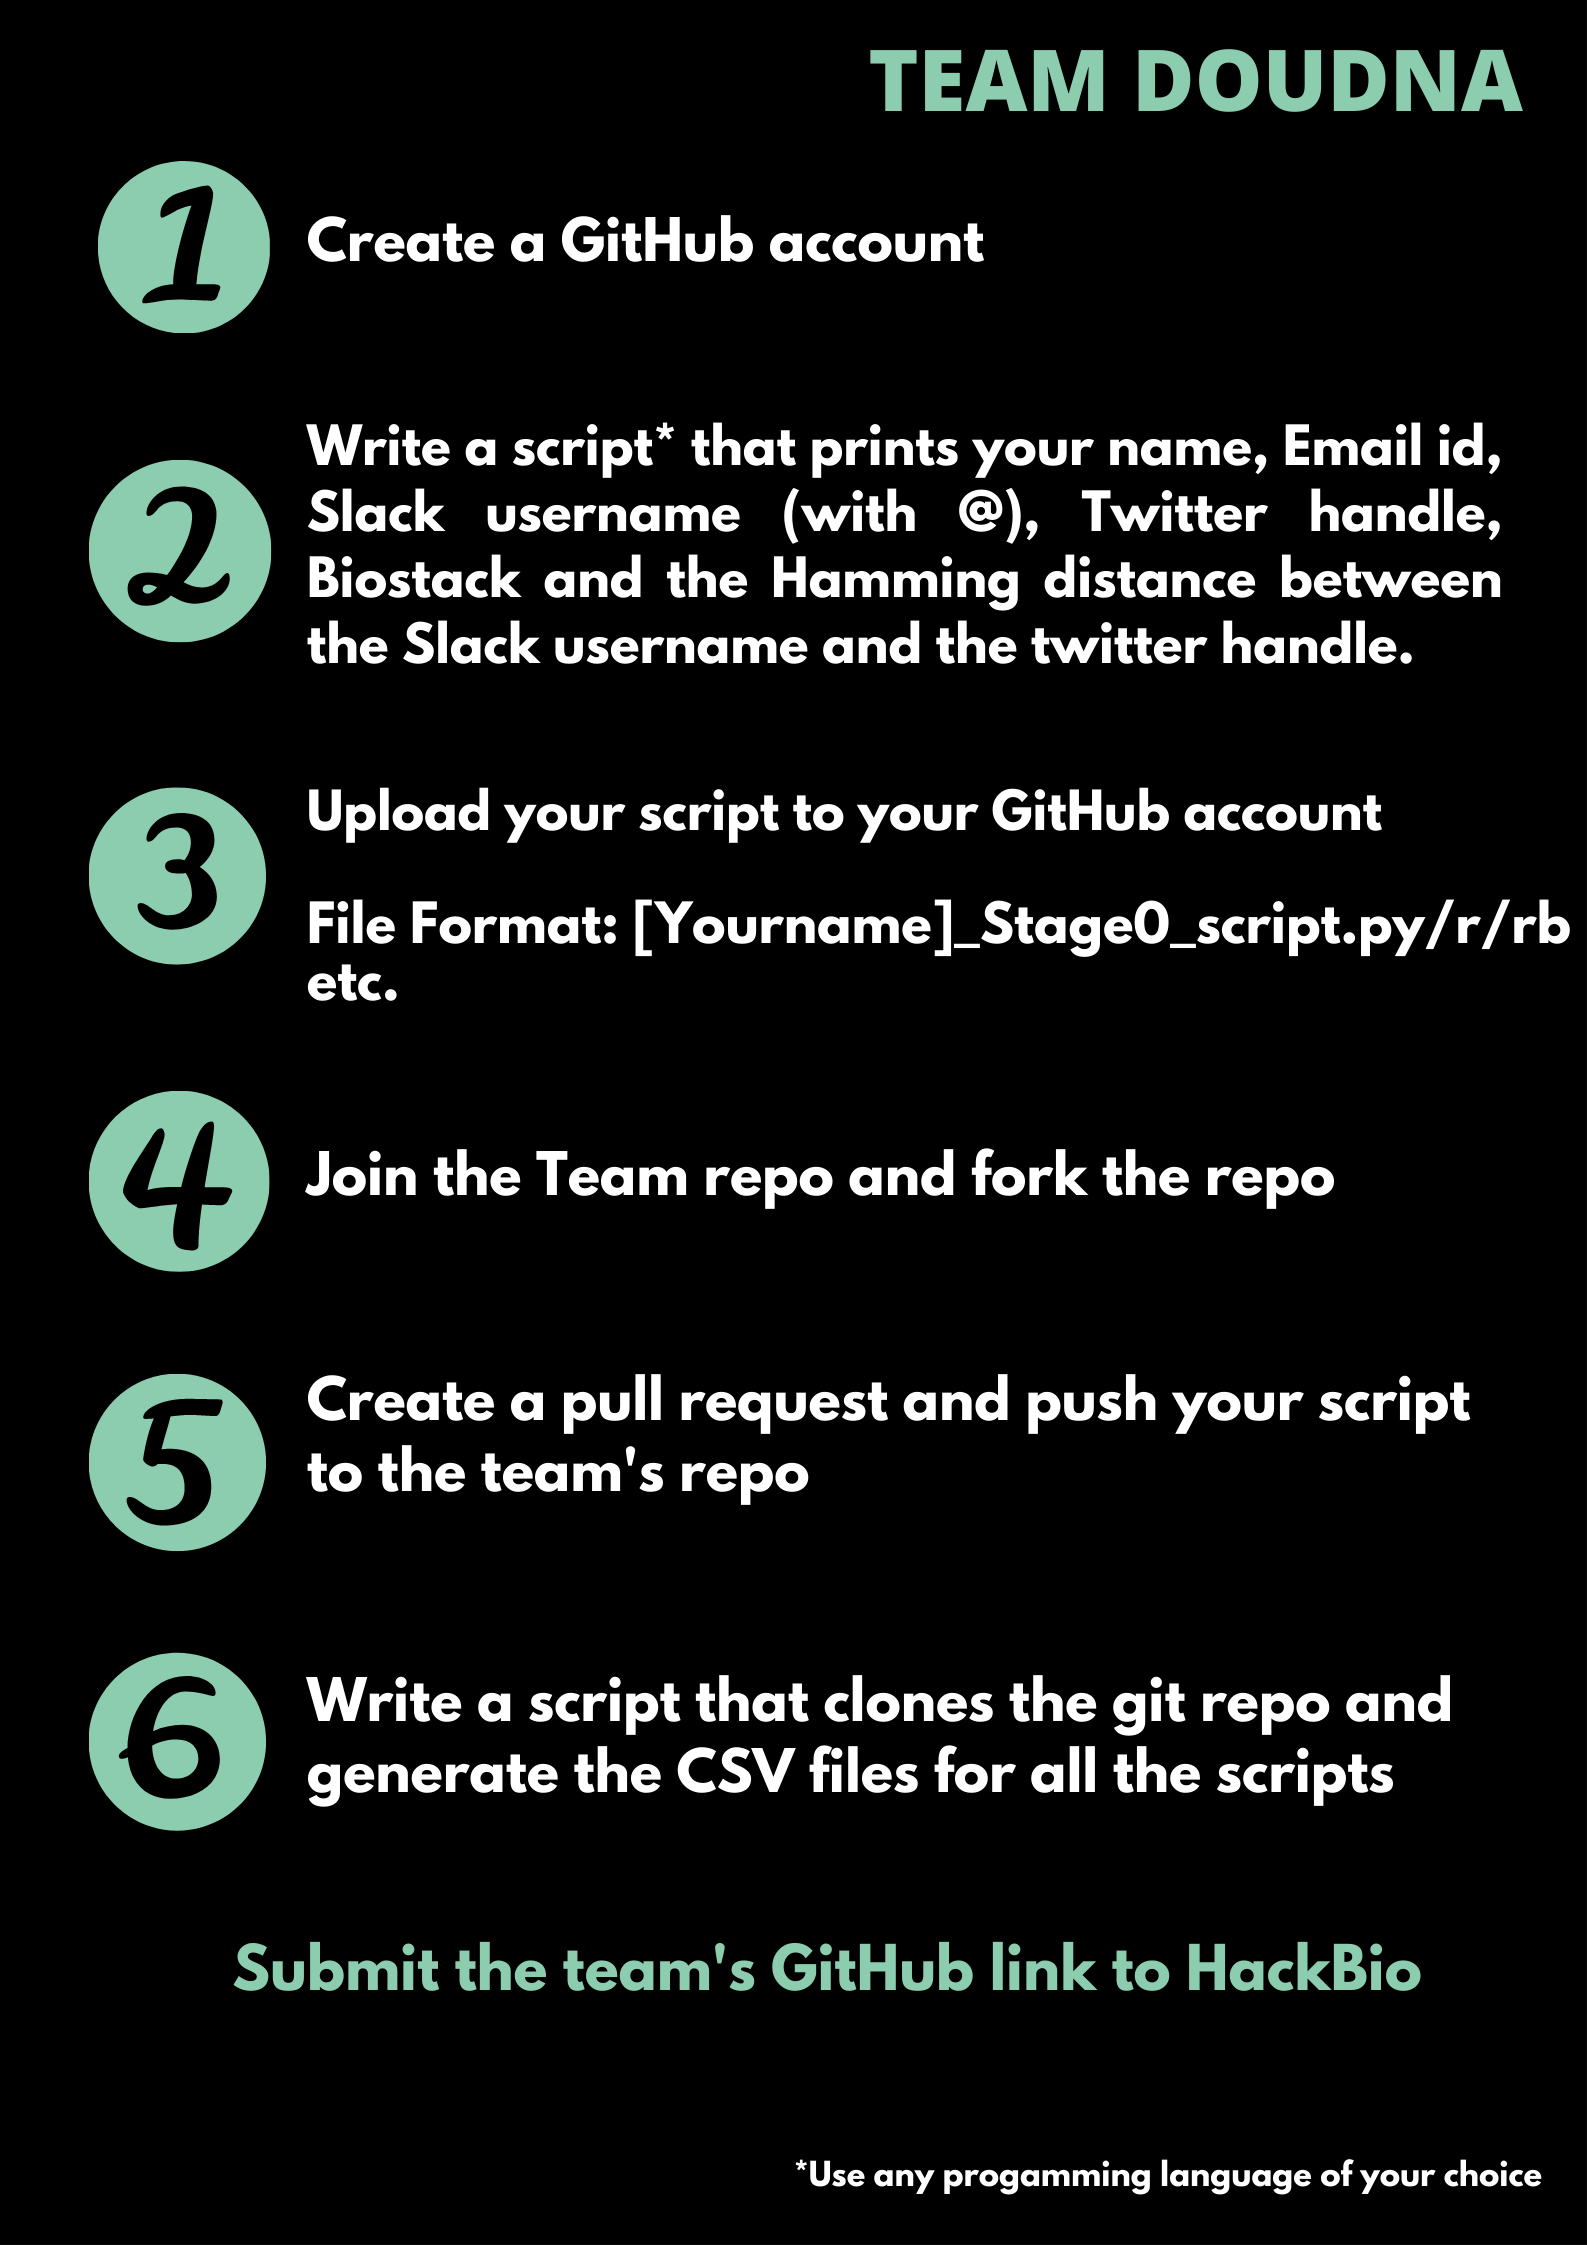 TEAM DOUDNA
1
Create a GitHub account
2
Write a script* that prints your name, Email id,
Slack username (with @), Twitter handle,
Biostack and the Hamming distance between
the Slack username and the twitter handle.
3
Upload your script to your GitHub account
File Format: [Yourname]_Stage0_script.py/r/rb
etc.
4
Join the Team repo and fork the repo
5
Create a pull request and push your script
to the team's repo
6
Write a script that clones the git repo and
generate the CSV files for all the scripts
Submit the team's GitHub link to HackBio
*Use any progamming language of your choice